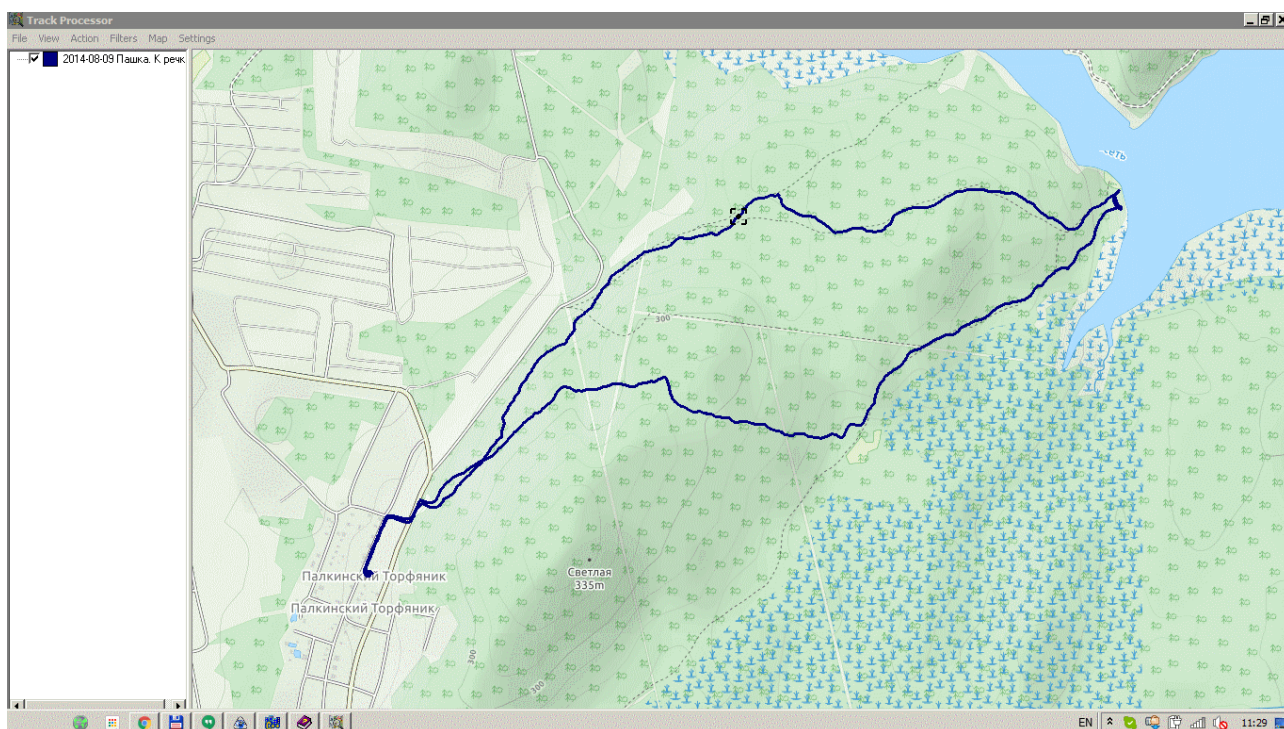 Track Processor
File View Action Filters Map Settings
2014-08-09 Пашка. К речк
сеть
300
Светлая
335m
Палкинский Торфяник
Палкинский Торфяник
300
300
EN 11:29